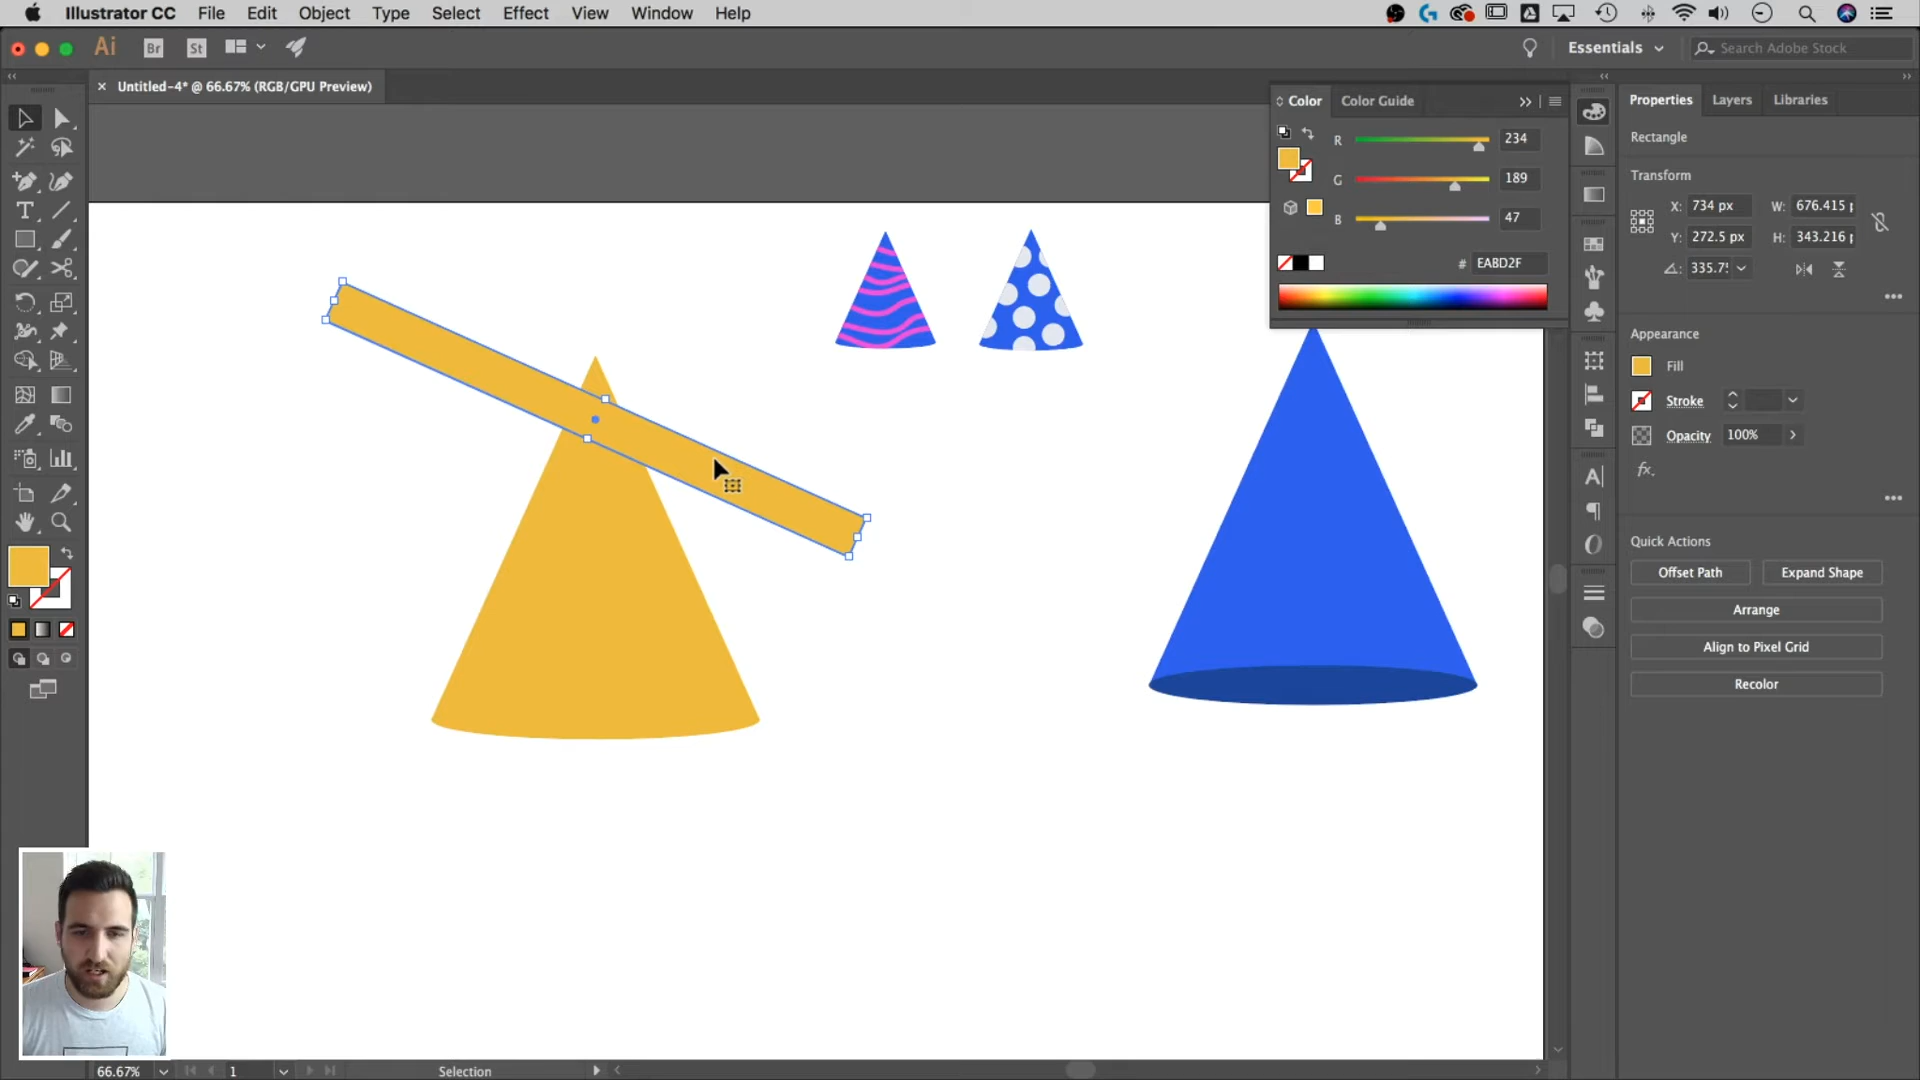 Illustrator CC File Edit Object Type Select Effect View Window Help
Ai Br St Essentials Search Adobe Stock
× Untitled-4* @ 66.67% (RGB/GPU Preview)
Color Color Guide
R 234
G 189
B 47
# EABD2F
Properties Layers Libraries
Rectangle
Transform
X: 734 px W: 676.415 p
Y: 272.5 px H: 343.216 p
335.7
Appearance
Fill
Stroke
Opacity 100%
fx.
Quick Actions
Offset Path Expand Shape
Arrange
Align to Pixel Grid
Recolor
66.67% 1 Selection